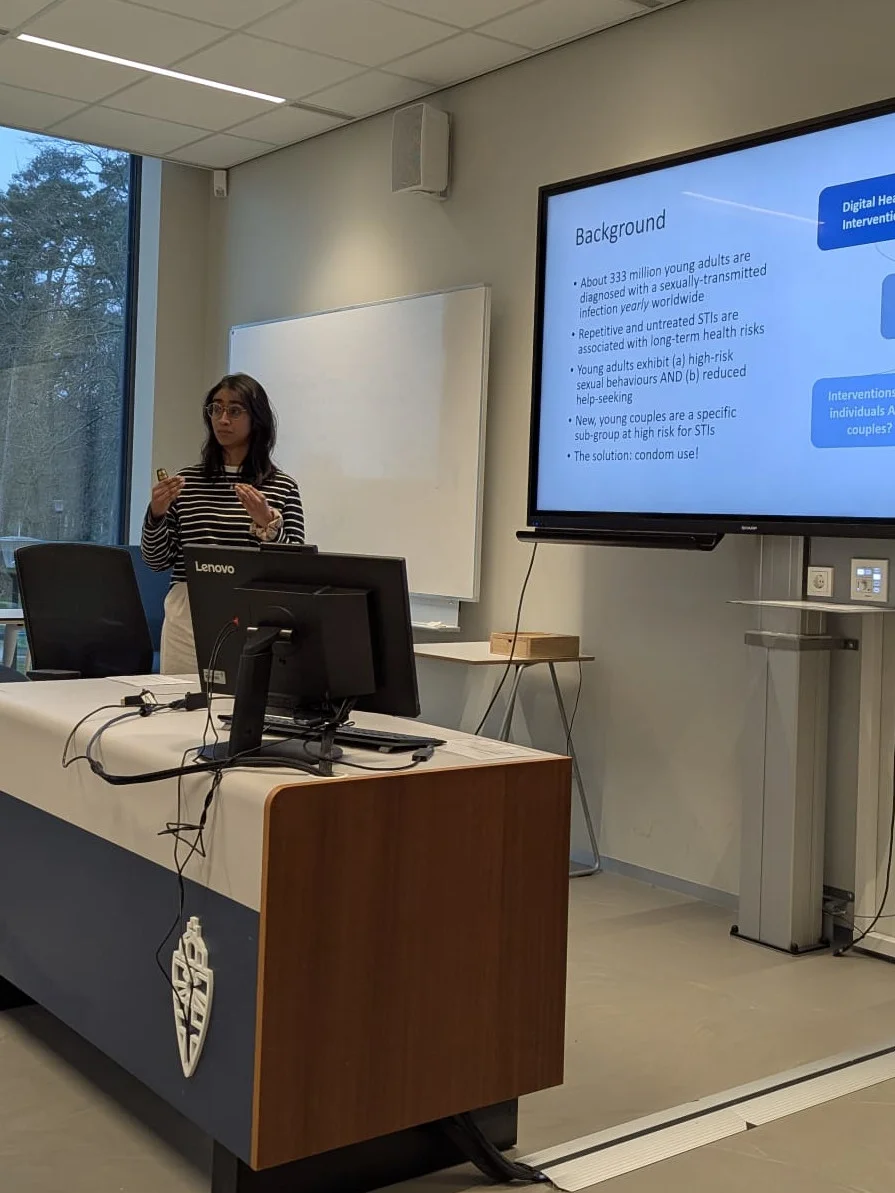 Background
• About 333 million young adults are
diagnosed with a sexually-transmitted
infection yearly worldwide
• Repetitive and untreated STIs are
associated with long-term health risks
• Young adults exhibit (a) high-risk
sexual behaviours AND (b) reduced
help-seeking
• New, young couples are a specific
sub-group at high risk for STIs
• The solution: condom use!
Digital Hea
Interventio
Interventions
individuals A
couples?
SHARP
Lenovo